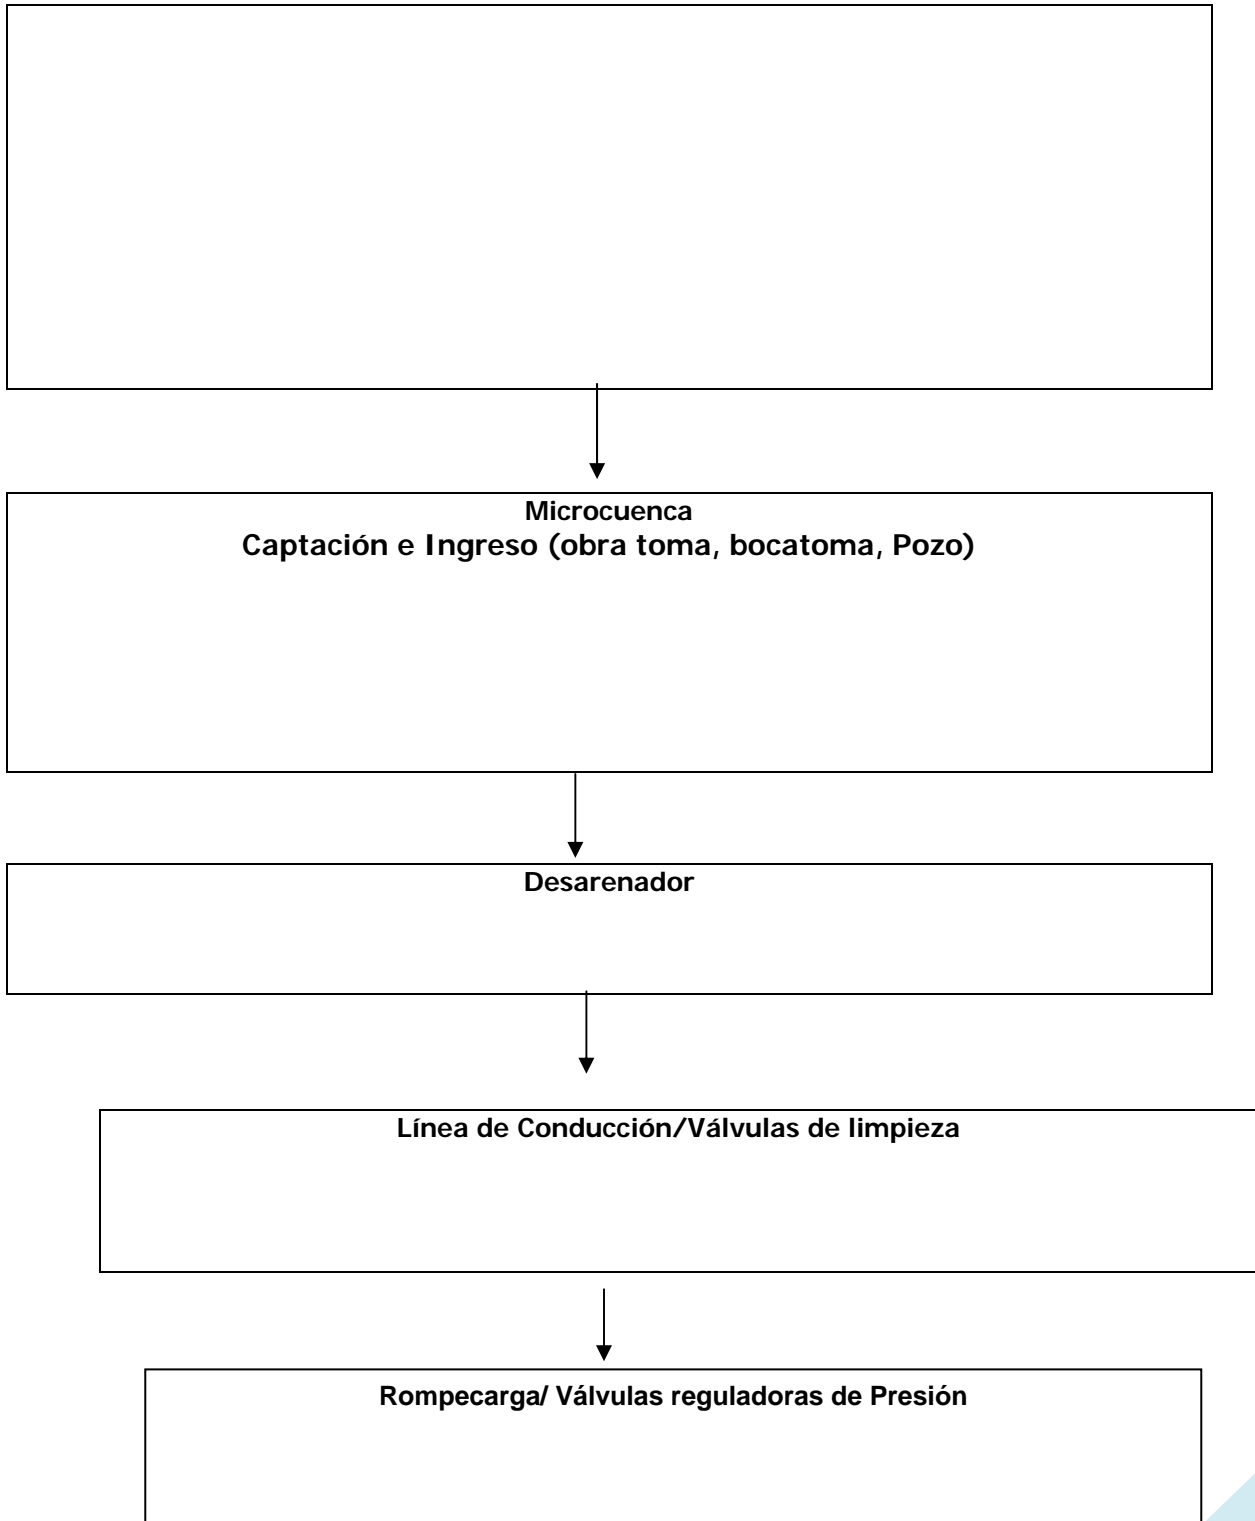 Microcuenca
Captación e Ingreso (obra toma, bocatoma, Pozo)
Desarenador
Línea de Conducción/Válvulas de limpieza
Rompecarga/ Válvulas reguladoras de Presión